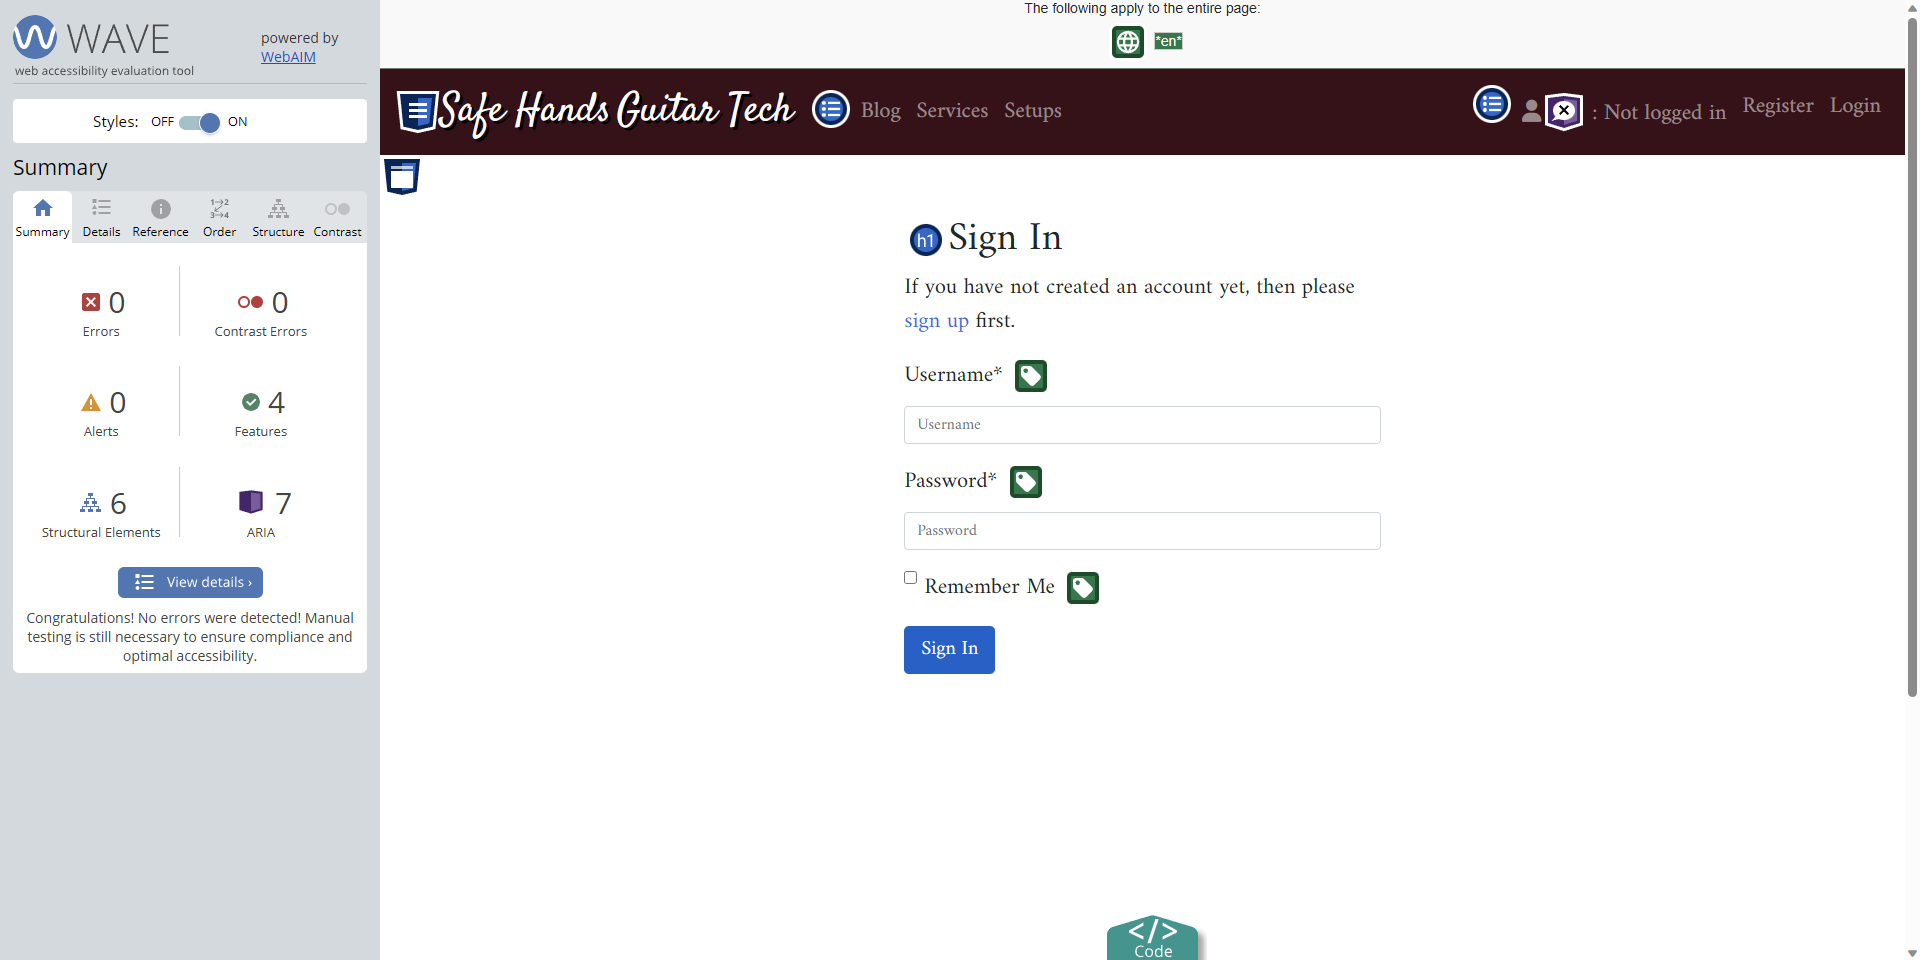 WAVE
web accessibility evaluation tool
powered by
WebAIM
Styles: OFF ON
Summary
Summary Details Reference Order Structure Contrast
0 Errors
0 Contrast Errors
0 Alerts
4 Features
6 Structural Elements
7 ARIA
View details ›
Congratulations! No errors were detected! Manual
testing is still necessary to ensure compliance and
optimal accessibility.
The following apply to the entire page:
*en*
Safe Hands Guitar Tech Blog Services Setups : Not logged in Register Login
h1 Sign In
If you have not created an account yet, then please
sign up first.
Username*
Username
Password*
Password
Remember Me
Sign In
</>
Code